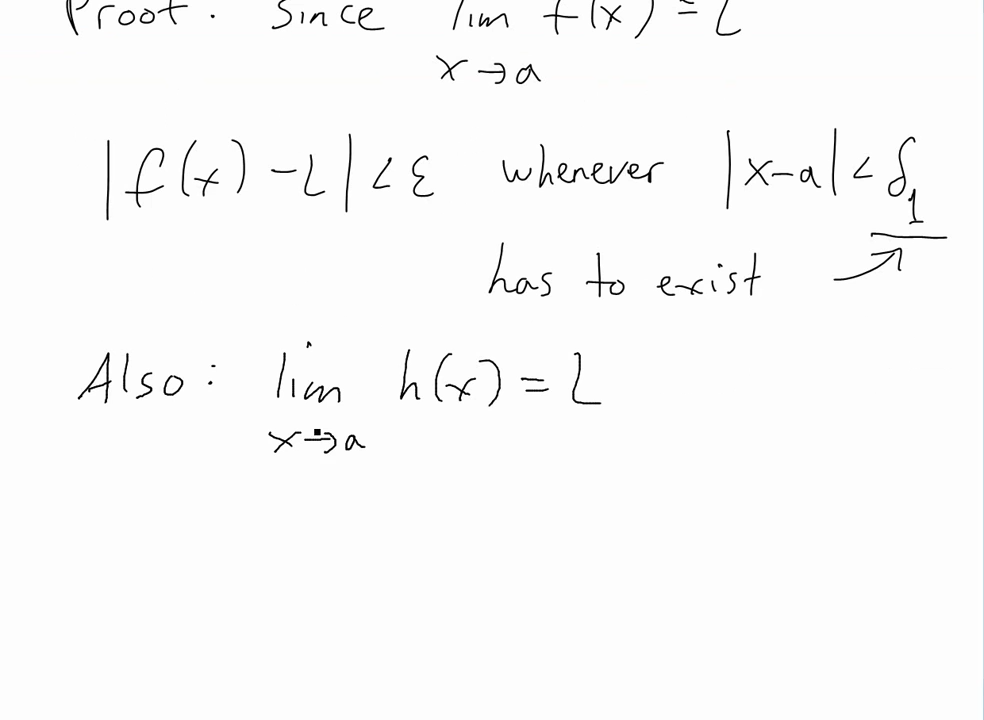 Proof. Since lim f(x) = L
x→a
|f(x) - L| < ε whenever |x-a| < δ₁
has to exist
Also: lim h(x) = L
x→a